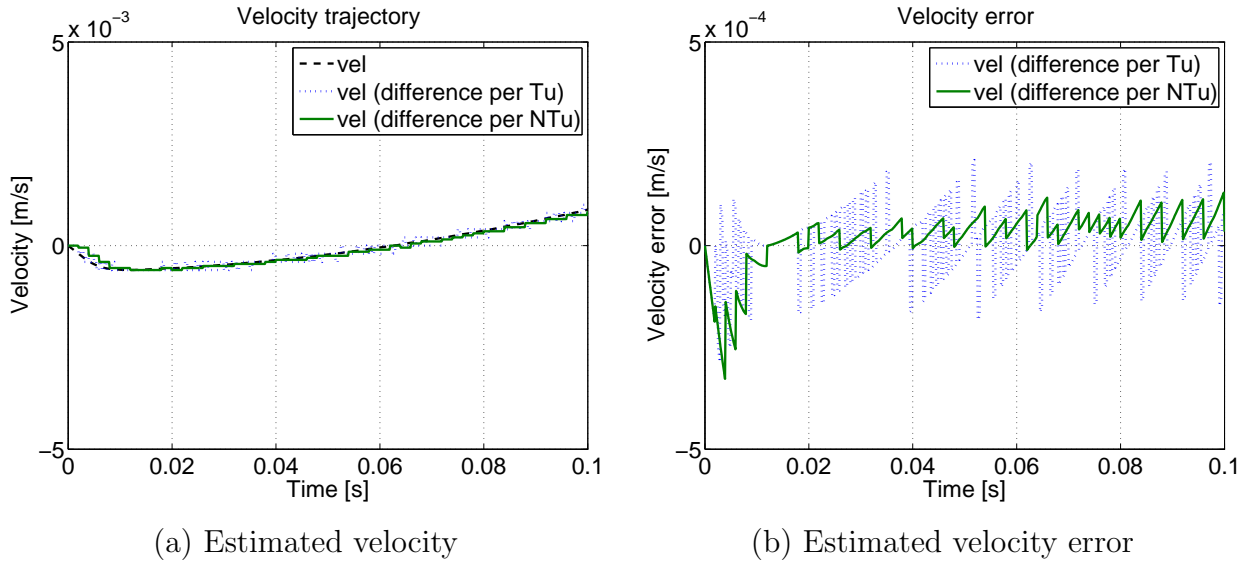 Velocity trajectory
x 10−3
5
vel
vel (difference per Tu)
vel (difference per NTu)
Velocity [m/s]
0
−5
0 0.02 0.04 0.06 0.08 0.1
Time [s]
(a) Estimated velocity
Velocity error
x 10−4
5
vel (difference per Tu)
vel (difference per NTu)
Velocity error [m/s]
0
−5
0 0.02 0.04 0.06 0.08 0.1
Time [s]
(b) Estimated velocity error